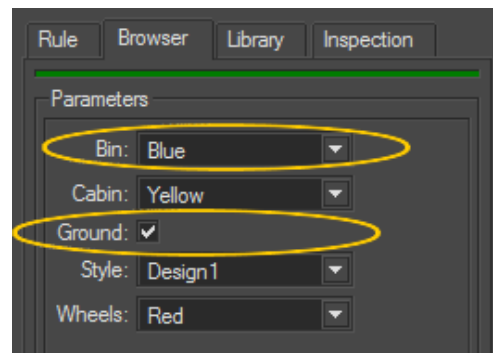 Rule Browser Library Inspection
Parameters
Bin: Blue
Cabin: Yellow
Ground:
Style: Design1
Wheels: Red